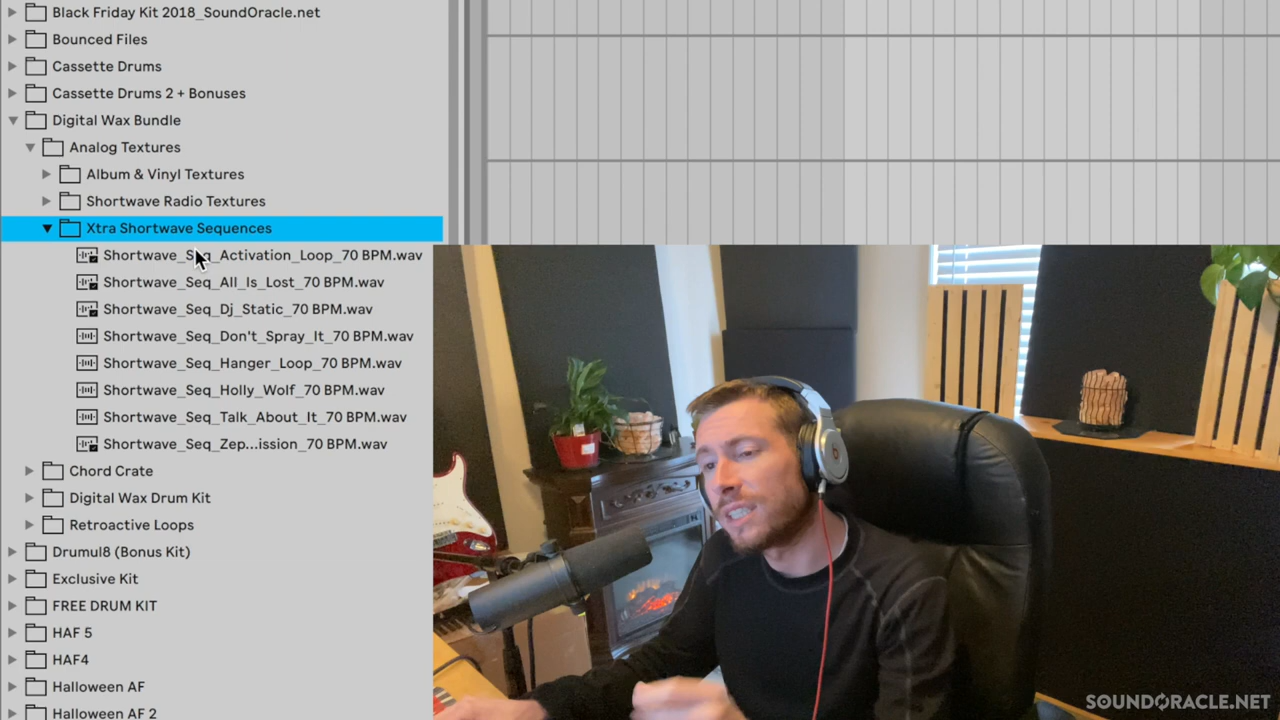 Black Friday Kit 2018_SoundOracle.net
Bounced Files
Cassette Drums
Cassette Drums 2 + Bonuses
Digital Wax Bundle
Analog Textures
Album & Vinyl Textures
Shortwave Radio Textures
Xtra Shortwave Sequences
Shortwave_Seq_Activation_Loop_70 BPM.wav
Shortwave_Seq_All_Is_Lost_70 BPM.wav
Shortwave_Seq_Dj_Static_70 BPM.wav
Shortwave_Seq_Don't_Spray_It_70 BPM.wav
Shortwave_Seq_Hanger_Loop_70 BPM.wav
Shortwave_Seq_Holly_Wolf_70 BPM.wav
Shortwave_Seq_Talk_About_It_70 BPM.wav
Shortwave_Seq_Zep...ission_70 BPM.wav
Chord Crate
Digital Wax Drum Kit
Retroactive Loops
Drumul8 (Bonus Kit)
Exclusive Kit
FREE DRUM KIT
HAF 5
HAF4
Halloween AF
Halloween AF 2
SOUNDORACLE.NET